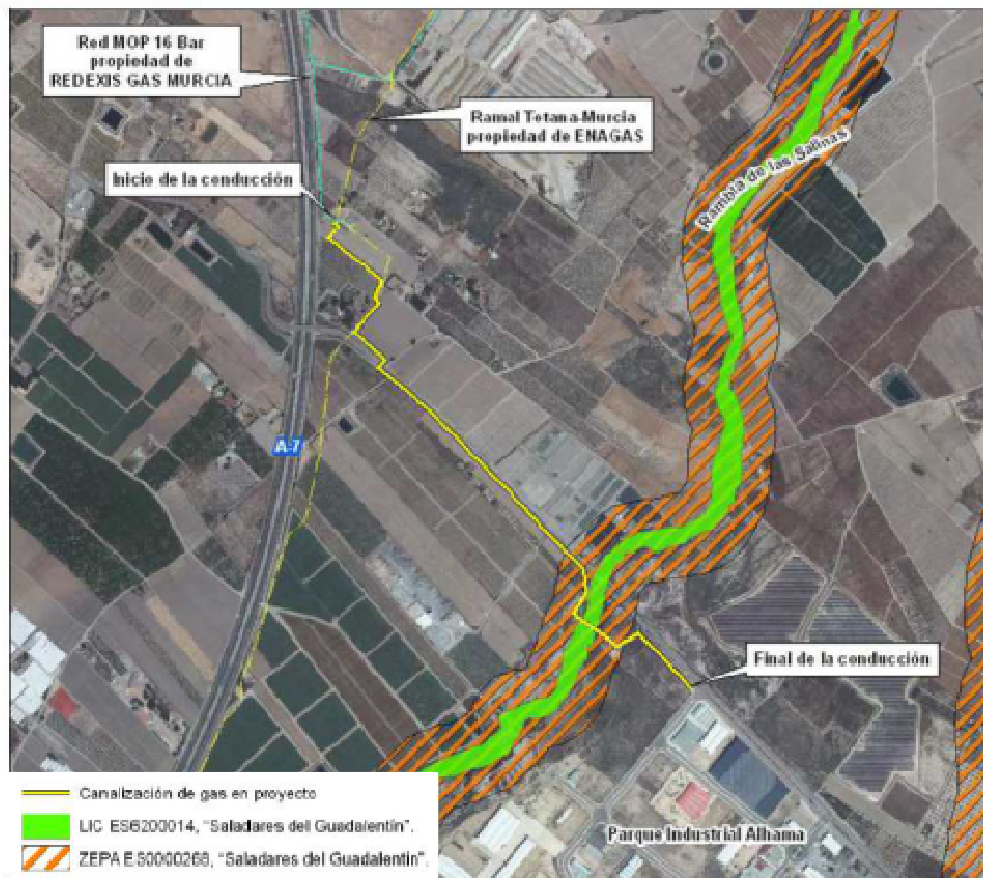 Red MOP 16 Bar
propiedad de
REDEXIS GAS MURCIA
Ramal Totana-Murcia
propiedad de ENAGAS
Inicio de la conducción
Rambla de las Salinas
A-7
Final de la conducción
Parque Industrial Alhama
Canalización de gas en proyecto
LIC ES6200014, "Saladares del Guadalentín".
ZEPA ES0000268, "Saladares del Guadalentín".